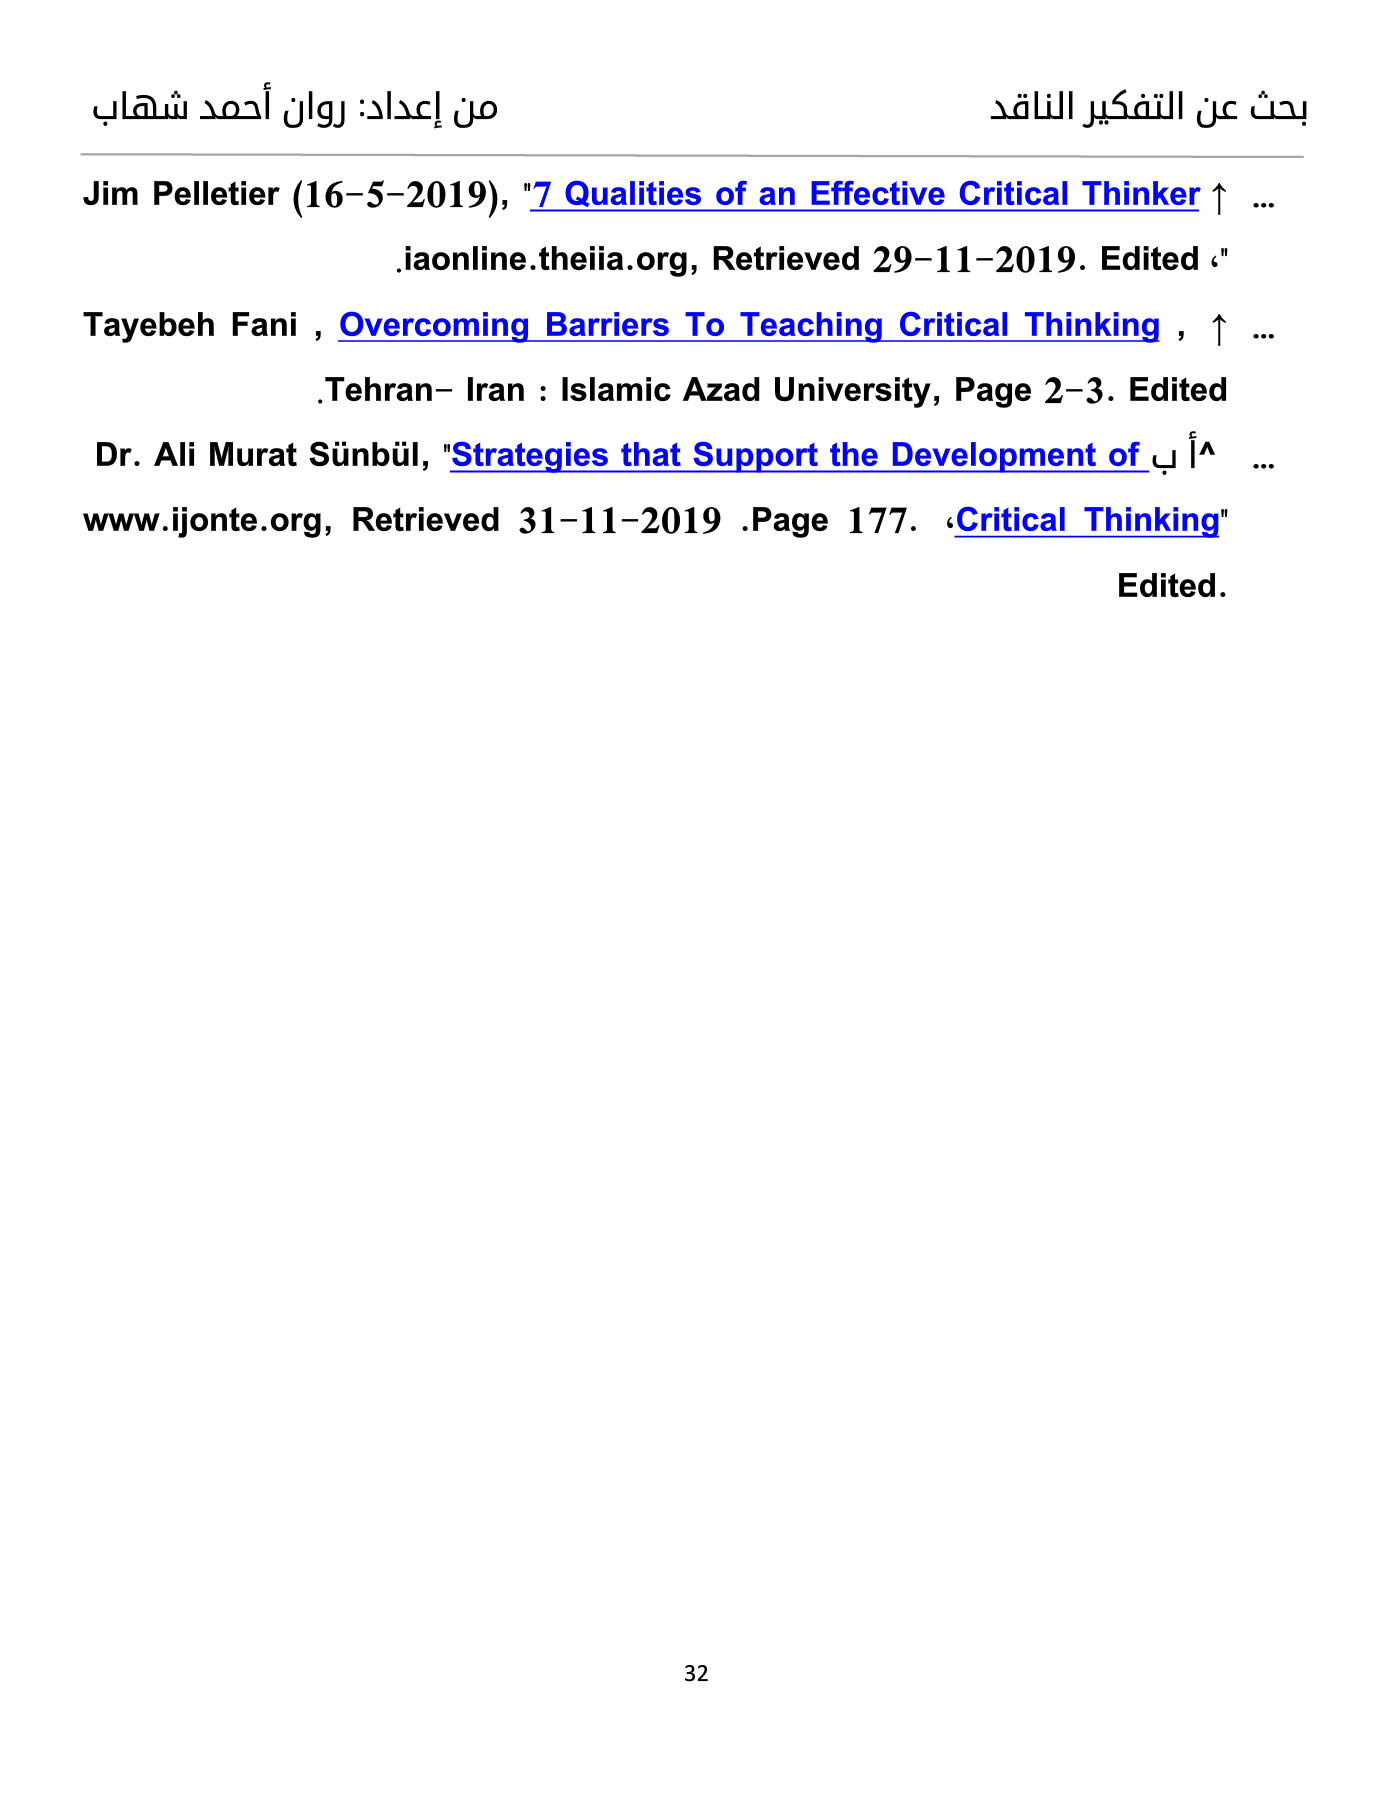 بحث عن التفكير الناقد من إعداد: روان أحمد شهاب
... ↑ Jim Pelletier (16-5-2019), "7 Qualities of an Effective Critical Thinker
"، iaonline.theiia.org, Retrieved 29-11-2019. Edited.
... ↑ Tayebeh Fani , Overcoming Barriers To Teaching Critical Thinking ,
Tehran- Iran : Islamic Azad University, Page 2-3. Edited.
... ^أ ب Dr. Ali Murat Sünbül, "Strategies that Support the Development of
Critical Thinking"، www.ijonte.org, Retrieved 31-11-2019 .Page 177.
Edited.
32